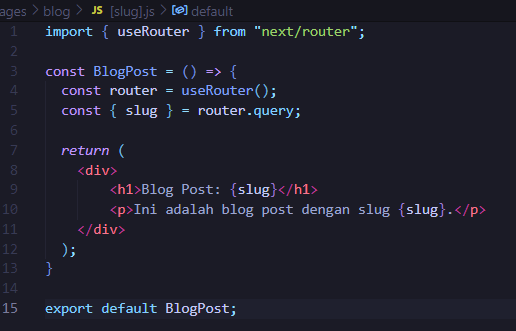 ages > blog > JS [slug].js > default
1 import { useRouter } from "next/router";
2
3 const BlogPost = () => {
4 const router = useRouter();
5 const { slug } = router.query;
6
7 return (
8 <div>
9 <h1>Blog Post: {slug}</h1>
10 <p>Ini adalah blog post dengan slug {slug}.</p>
11 </div>
12 );
13 }
14
15 export default BlogPost;